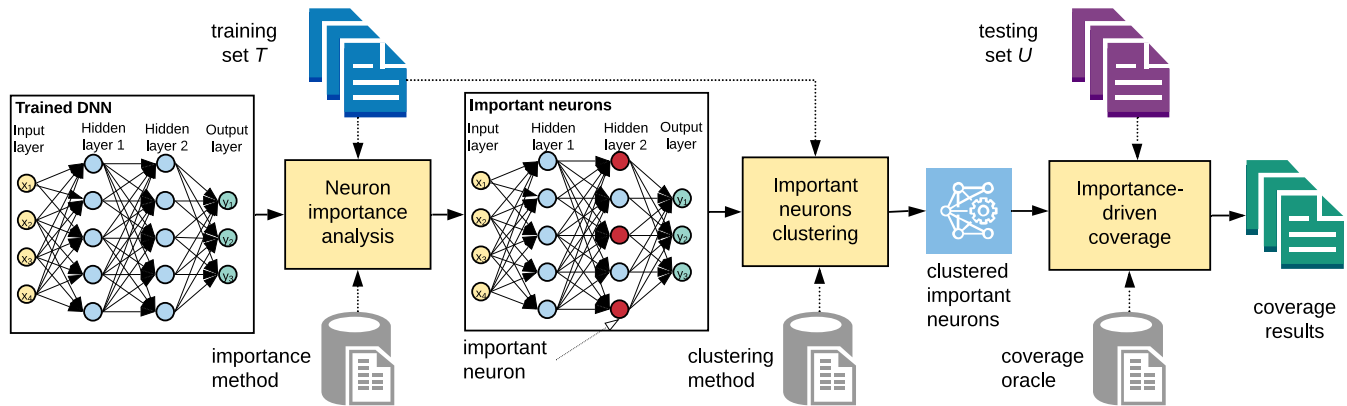 training
set T
testing
set U
Trained DNN
Input
layer
Hidden
layer 1
Hidden
layer 2
Output
layer
x1
x2
x3
x4
y1
y2
y3
Neuron
importance
analysis
importance
method
Important neurons
Input
layer
Hidden
layer 1
Hidden
layer 2
Output
layer
x1
x2
x3
x4
y1
y2
y3
important
neuron
Important
neurons
clustering
clustering
method
clustered
important
neurons
Importance-
driven
coverage
coverage
oracle
coverage
results